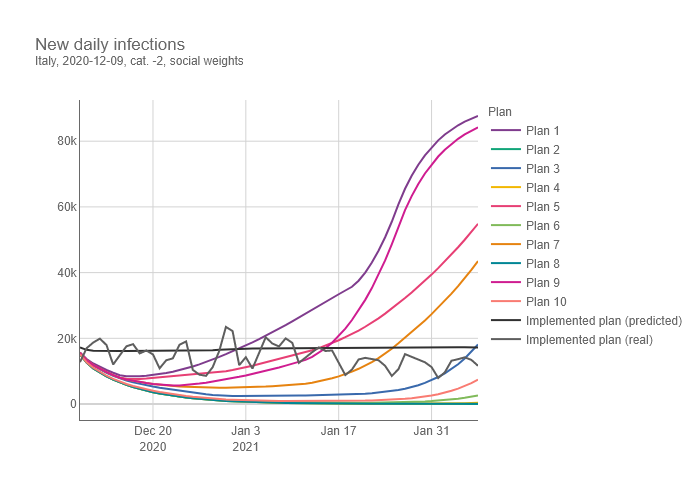 New daily infections
Italy, 2020-12-09, cat. -2, social weights
80k
60k
40k
20k
0
Dec 20
2020
Jan 3
2021
Jan 17
Jan 31
Plan
Plan 1
Plan 2
Plan 3
Plan 4
Plan 5
Plan 6
Plan 7
Plan 8
Plan 9
Plan 10
Implemented plan (predicted)
Implemented plan (real)